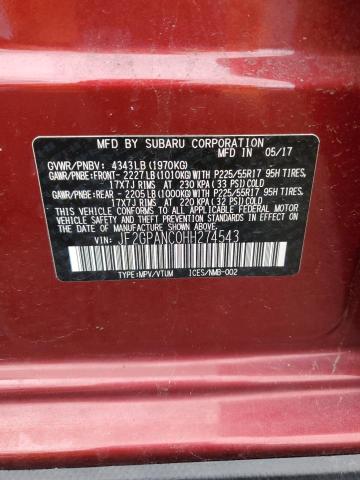 MFD BY SUBARU CORPORATION
MFD IN 05/17
GVWR/PNBV: 4343LB(1970KG)
GAWR/PNBE:FRONT- 2227LB(1010KG)WITH P225/55R17 95H TIRES,
17X7J RIMS AT 230 KPA(33 PSI)COLD
GAWR/PNBE:REAR - 2205LB(1000KG)WITH P225/55R17 95H TIRES,
17X7J RIMS AT 220 KPA(32 PSI)COLD
THIS VEHICLE CONFORMS TO ALL APPLICABLE FEDERAL MOTOR
VEHICLE SAFETY STANDARDS IN EFFECT ON THE DATE OF
MANUFACTURE SHOWN ABOVE.
VIN: JF2GPANC0HH274543
TYPE:MPV/VTUM ICES/NMB-002